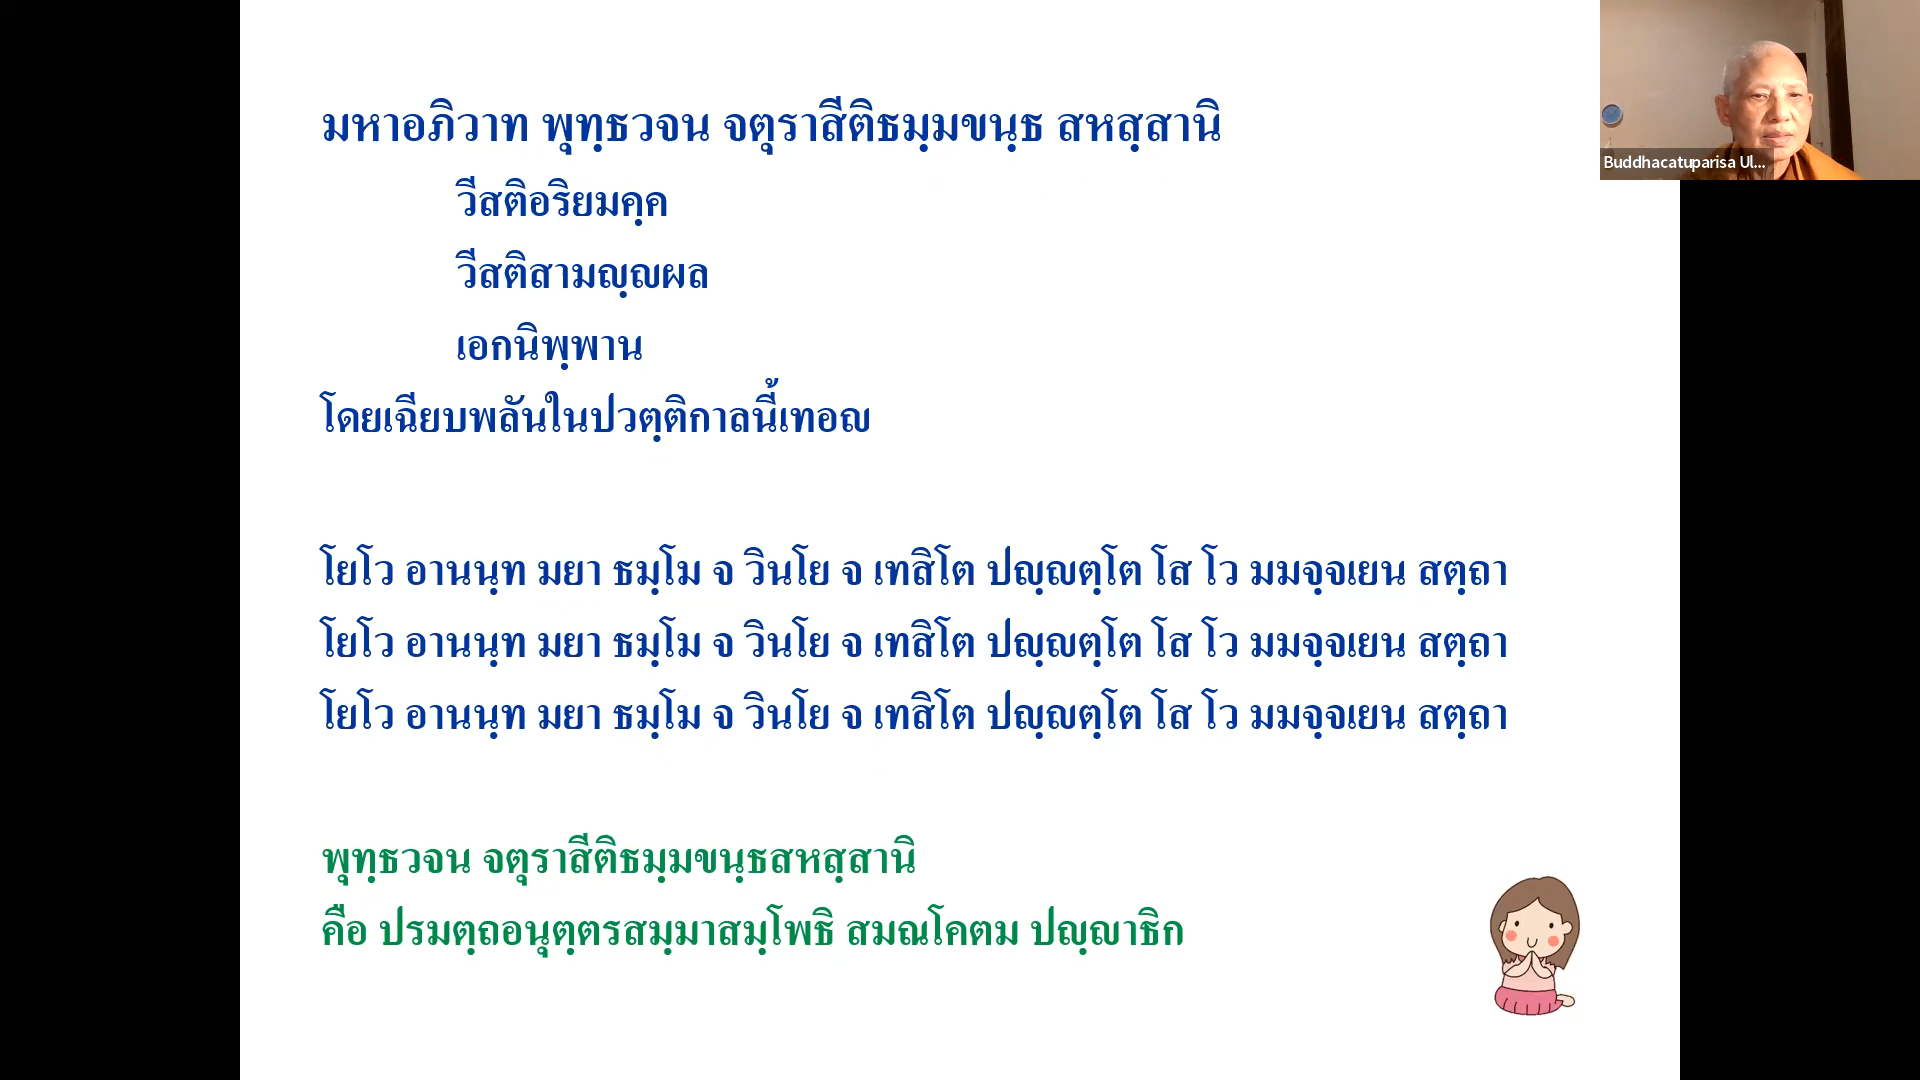 มหาอภิวาท พุทฺธวจน จตุราสีติธมฺมขนฺธ สหสฺสานิ
วีสติอริยมคฺค
วีสติสามญฺญผล
เอกนิพฺพาน
โดยเฉียบพลันในปวตฺติกาลนี้เทอญ
โยโว อานนฺท มยา ธมฺโม จ วินโย จ เทสิโต ปญฺญตฺโต โส โว มมจฺจเยน สตฺถา
โยโว อานนฺท มยา ธมฺโม จ วินโย จ เทสิโต ปญฺญตฺโต โส โว มมจฺจเยน สตฺถา
โยโว อานนฺท มยา ธมฺโม จ วินโย จ เทสิโต ปญฺญตฺโต โส โว มมจฺจเยน สตฺถา
พุทฺธวจน จตุราสีติธมฺมขนฺธสหสฺสานิ
คือ ปรมตฺถอนุตฺตรสมฺมาสมฺโพธิ สมณโคตม ปญฺญาธิก
Buddhacatuparisa Ul...